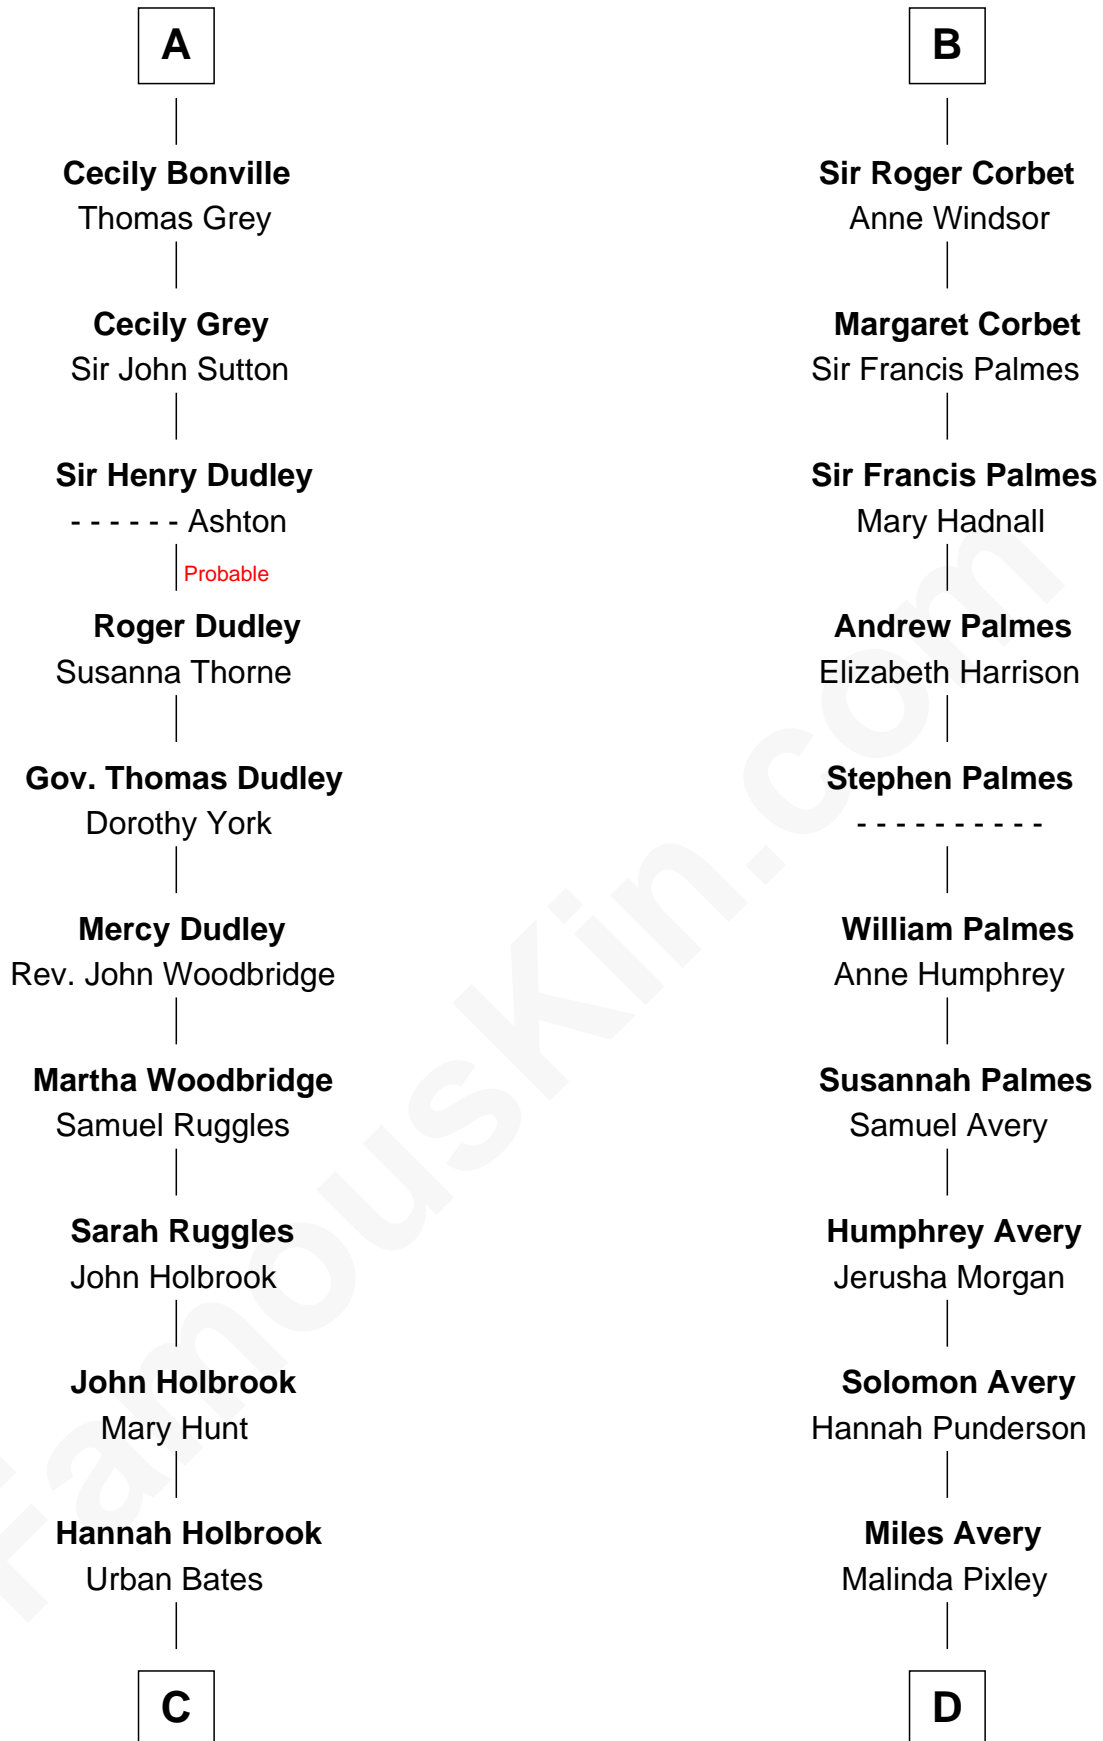 A
Cecily Bonville
Thomas Grey
Cecily Grey
Sir John Sutton
Sir Henry Dudley
- - - - - - Ashton
Probable
Roger Dudley
Susanna Thorne
Gov. Thomas Dudley
Dorothy York
Mercy Dudley
Rev. John Woodbridge
Martha Woodbridge
Samuel Ruggles
Sarah Ruggles
John Holbrook
John Holbrook
Mary Hunt
Hannah Holbrook
Urban Bates
C
B
Sir Roger Corbet
Anne Windsor
Margaret Corbet
Sir Francis Palmes
Sir Francis Palmes
Mary Hadnall
Andrew Palmes
Elizabeth Harrison
Stephen Palmes
- - - - - - - - - -
William Palmes
Anne Humphrey
Susannah Palmes
Samuel Avery
Humphrey Avery
Jerusha Morgan
Solomon Avery
Hannah Punderson
Miles Avery
Malinda Pixley
D
FamousKin.com